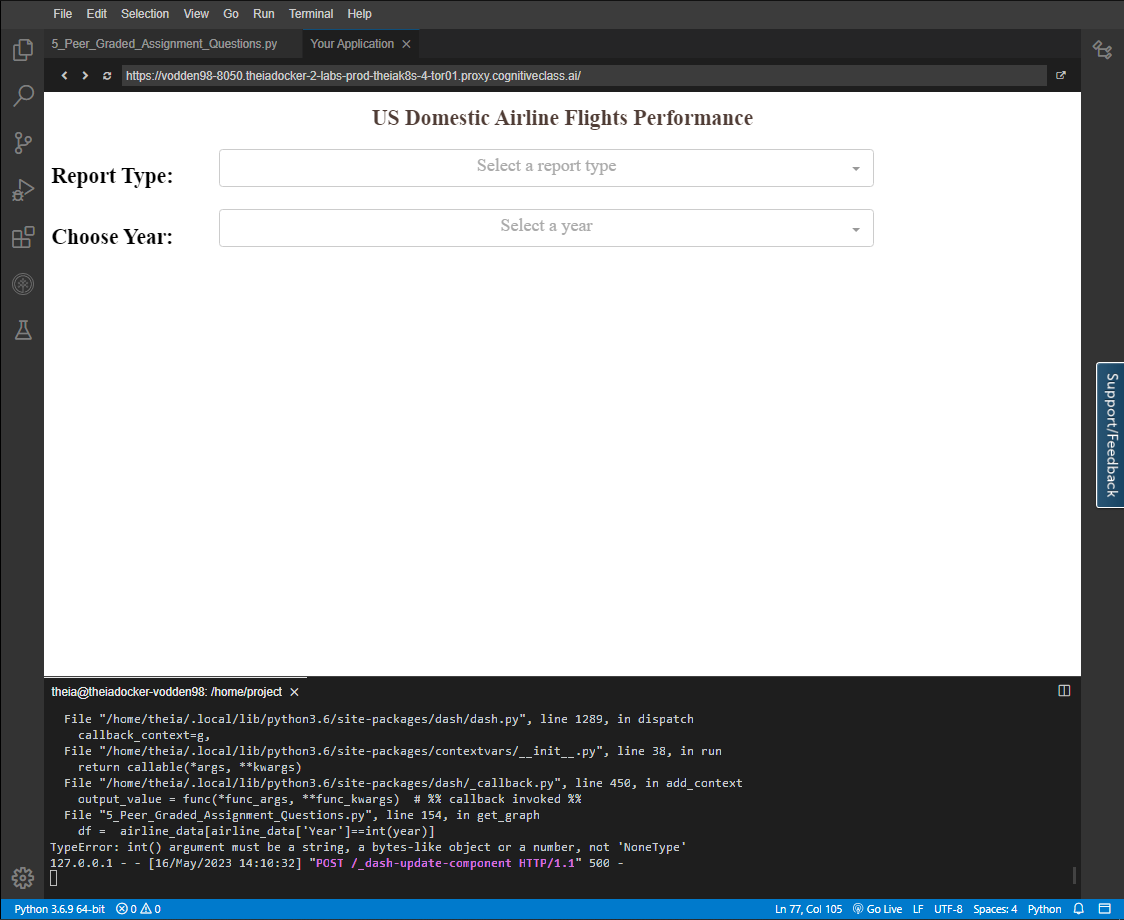 File Edit Selection View Go Run Terminal Help
5_Peer_Graded_Assignment_Questions.py Your Application
https://vodden98-8050.theiadocker-2-labs-prod-theiak8s-4-tor01.proxy.cognitiveclass.ai/
US Domestic Airline Flights Performance
Report Type: Select a report type
Choose Year: Select a year
Support/Feedback
theia@theiadocker-vodden98: /home/project
File "/home/theia/.local/lib/python3.6/site-packages/dash/dash.py", line 1289, in dispatch
callback_context=g,
File "/home/theia/.local/lib/python3.6/site-packages/contextvars/__init__.py", line 38, in run
return callable(*args, **kwargs)
File "/home/theia/.local/lib/python3.6/site-packages/dash/_callback.py", line 450, in add_context
output_value = func(*func_args, **func_kwargs)  # %% callback invoked %%
File "5_Peer_Graded_Assignment_Questions.py", line 154, in get_graph
df =  airline_data[airline_data['Year']==int(year)]
TypeError: int() argument must be a string, a bytes-like object or a number, not 'NoneType'
127.0.0.1 - - [16/May/2023 14:10:32] "POST /_dash-update-component HTTP/1.1" 500 -
Python 3.6.9 64-bit 0 0 Ln 77, Col 105 Go Live LF UTF-8 Spaces: 4 Python